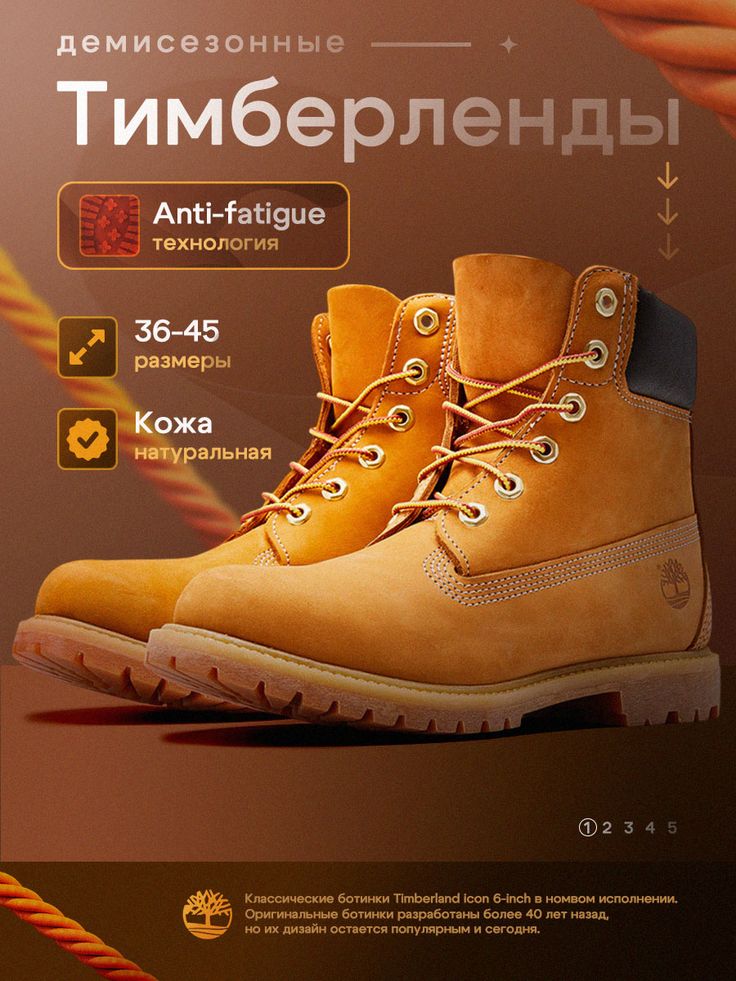 демисезонные
Тимберленды
Anti-fatigue
технология
36-45
размеры
Кожа
натуральная
1 2 3 4 5
Классические ботинки Timberland icon 6-inch в номвом исполнении.
Оригинальные ботинки разработаны более 40 лет назад,
но их дизайн остается популярным и сегодня.